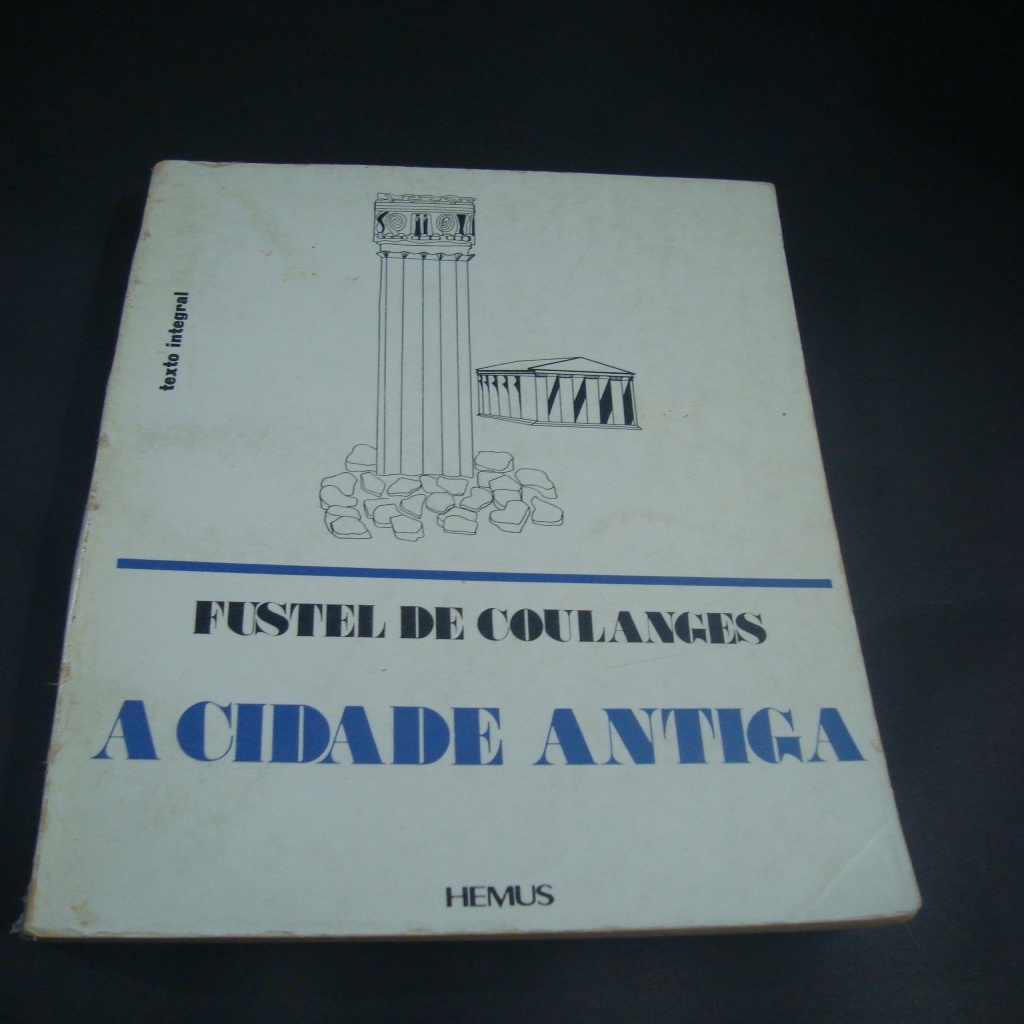 texto integral
FUSTEL DE COULANGES
A CIDADE ANTIGA
HEMUS